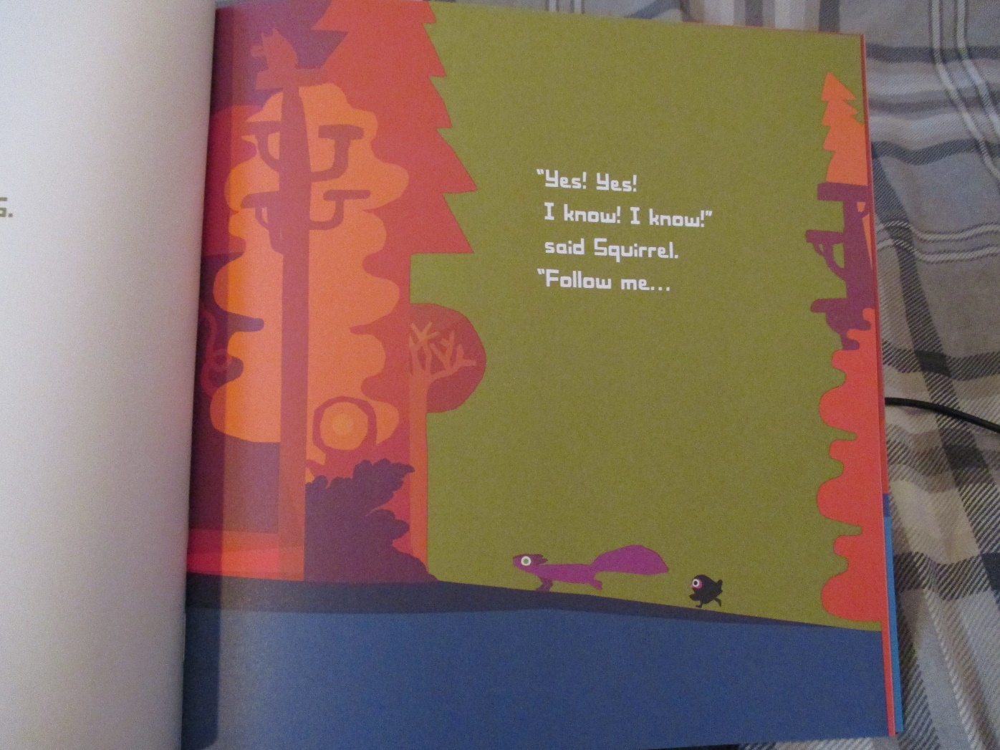 s.
“Yes! Yes!
I know! I know!”
said Squirrel.
“Follow me...